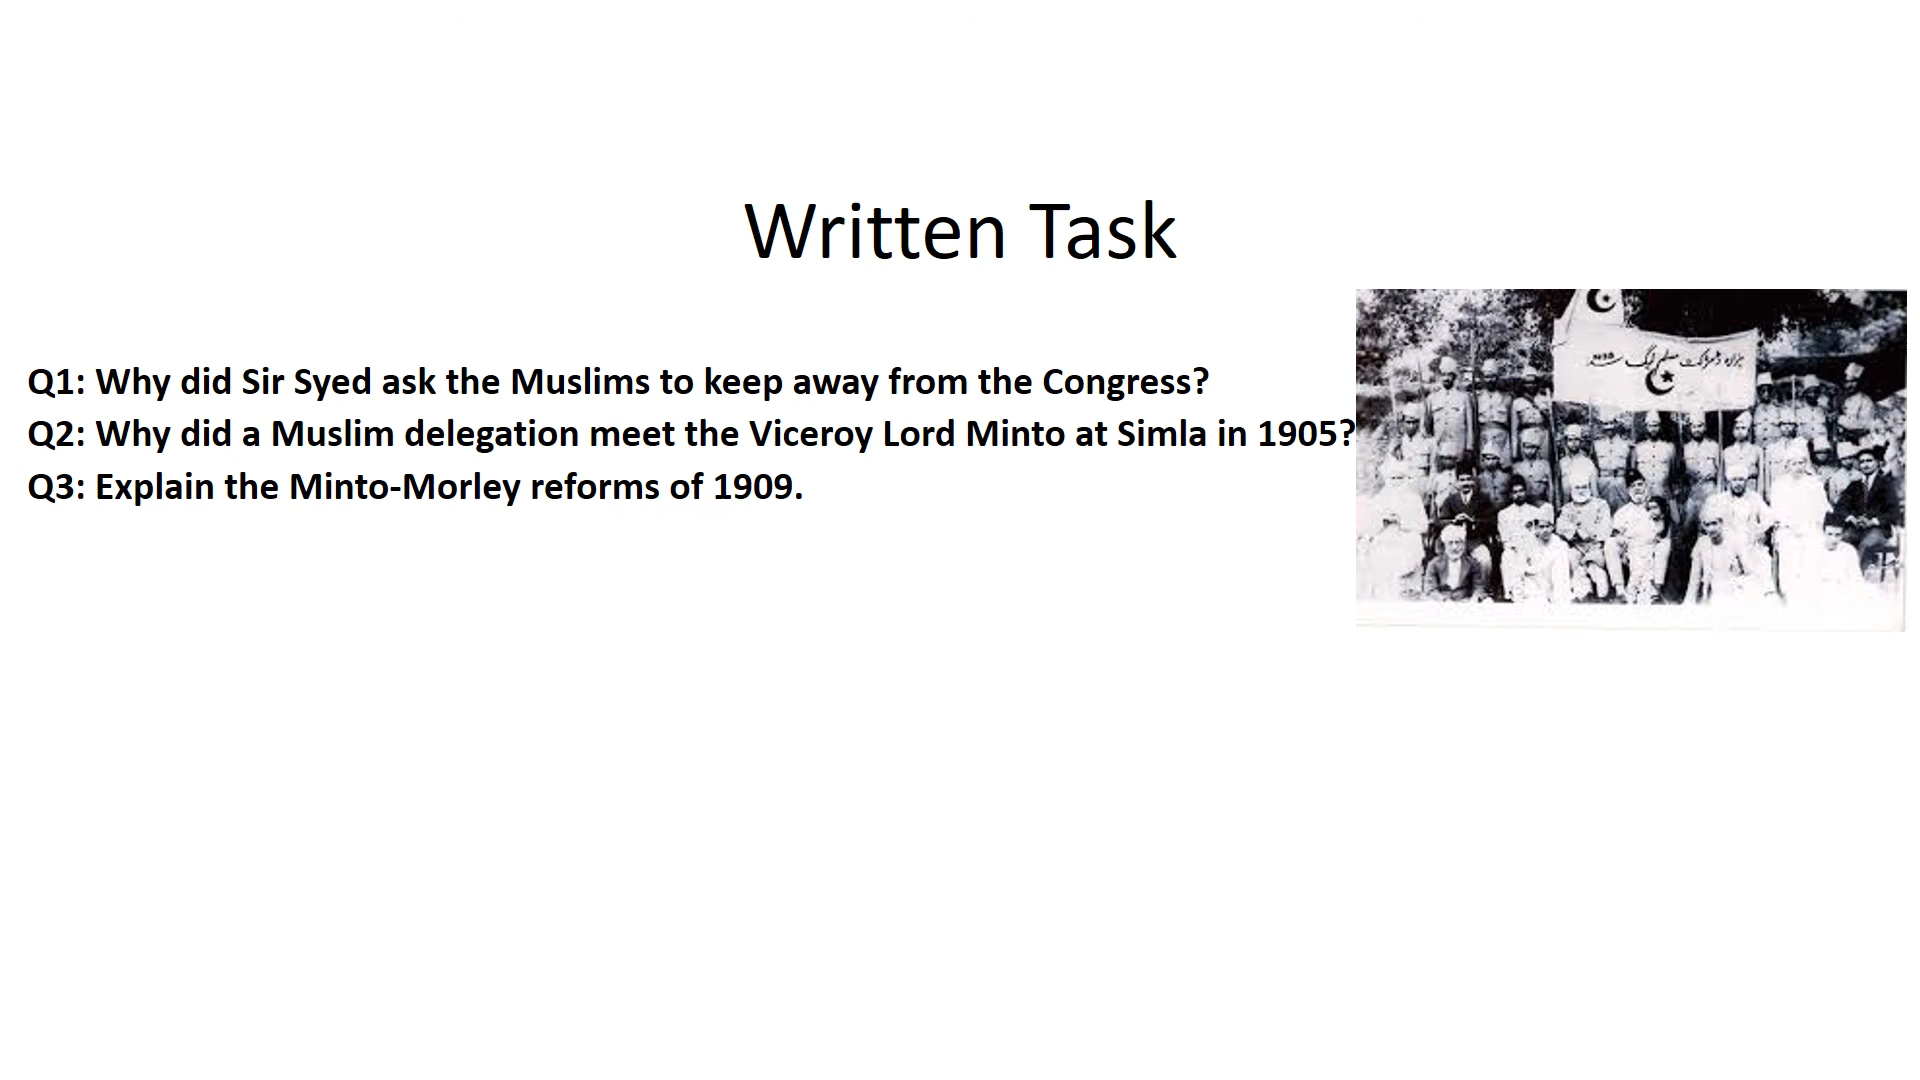 Written Task
Q1: Why did Sir Syed ask the Muslims to keep away from the Congress?
Q2: Why did a Muslim delegation meet the Viceroy Lord Minto at Simla in 1905?
Q3: Explain the Minto-Morley reforms of 1909.
مسلم لیگ